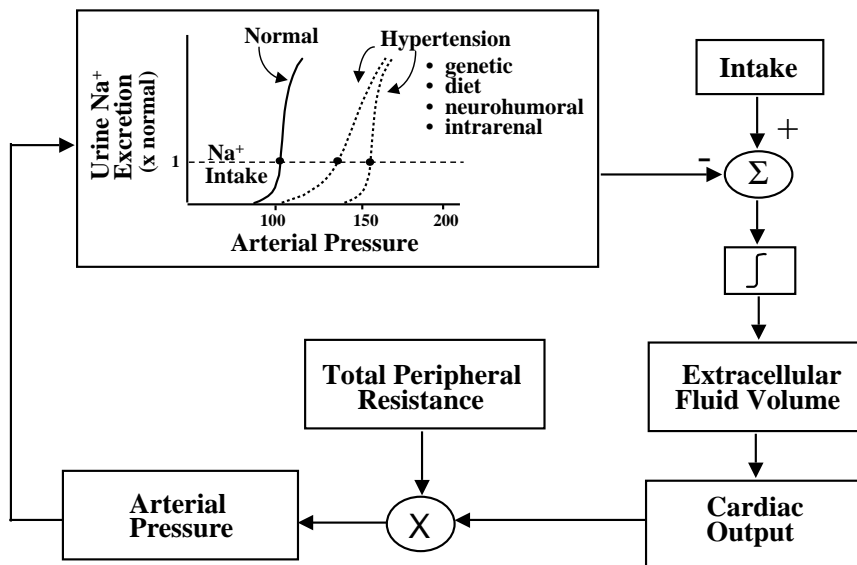 Urine Na+
Excretion
(x normal)
1
Normal
Hypertension
• genetic
• diet
• neurohumoral
• intrarenal
Na+
Intake
100
150
200
Arterial Pressure
Intake
+
-
Σ
∫
Extracellular
Fluid Volume
Total Peripheral
Resistance
Arterial
Pressure
X
Cardiac
Output